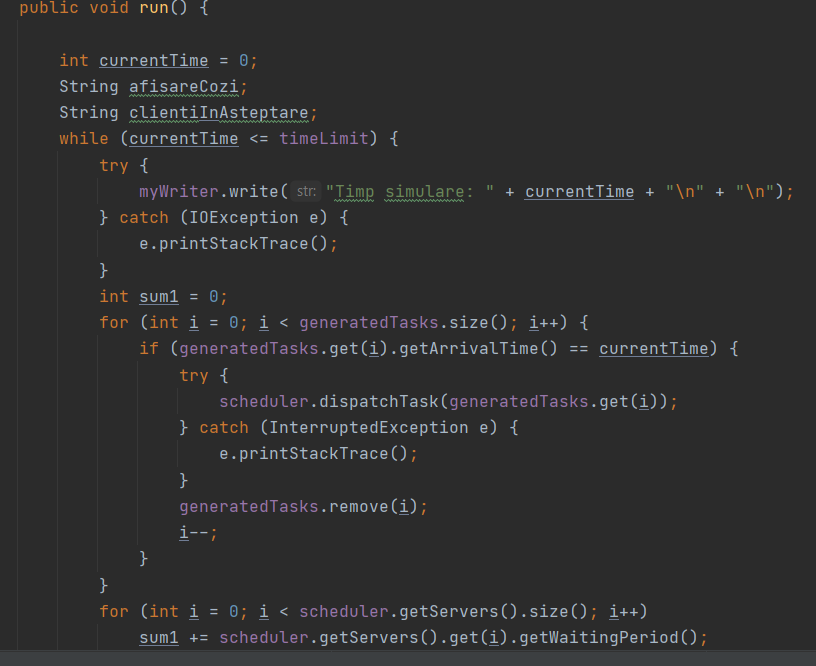 public void run() {
int currentTime = 0;
String afisareCozi;
String clientiInAsteptare;
while (currentTime <= timeLimit) {
try {
myWriter.write( str: "Timp simulare: " + currentTime + "\n" + "\n");
} catch (IOException e) {
e.printStackTrace();
}
int sum1 = 0;
for (int i = 0; i < generatedTasks.size(); i++) {
if (generatedTasks.get(i).getArrivalTime() == currentTime) {
try {
scheduler.dispatchTask(generatedTasks.get(i));
} catch (InterruptedException e) {
e.printStackTrace();
}
generatedTasks.remove(i);
i--;
}
}
for (int i = 0; i < scheduler.getServers().size(); i++)
sum1 += scheduler.getServers().get(i).getWaitingPeriod();